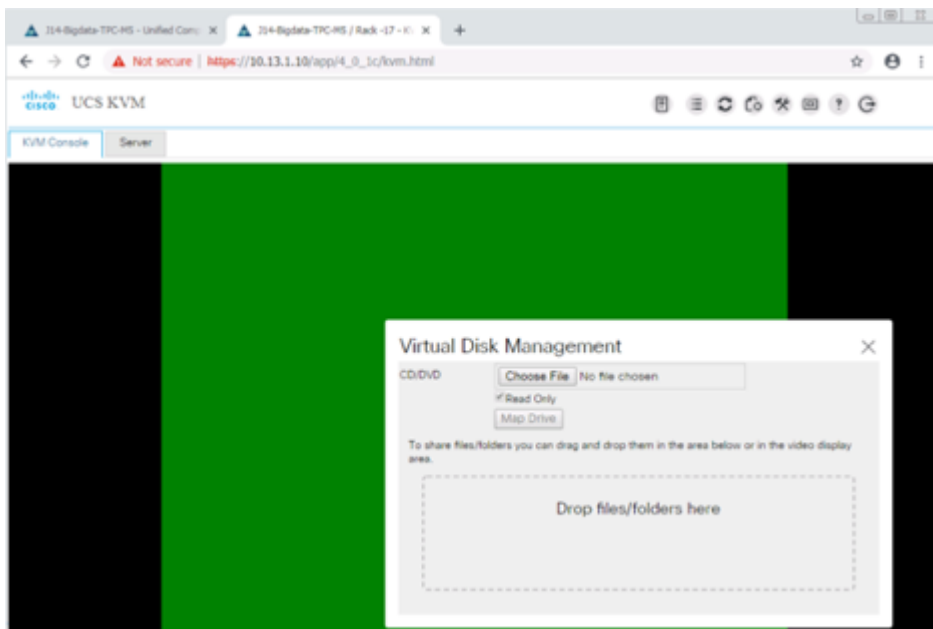 J14-Bigdata-TPC-MS - Unified Com
J14-Bigdata-TPC-MS / Rack -17 - K
Not secure | https://10.13.1.10/app/4_0_1c/kvm.html
CISCO UCS KVM
KVM Console Server
Virtual Disk Management
CD/DVD Choose File No file chosen
Read Only
Map Drive
To share files/folders you can drag and drop them in the area below or in the video display
area.
Drop files/folders here